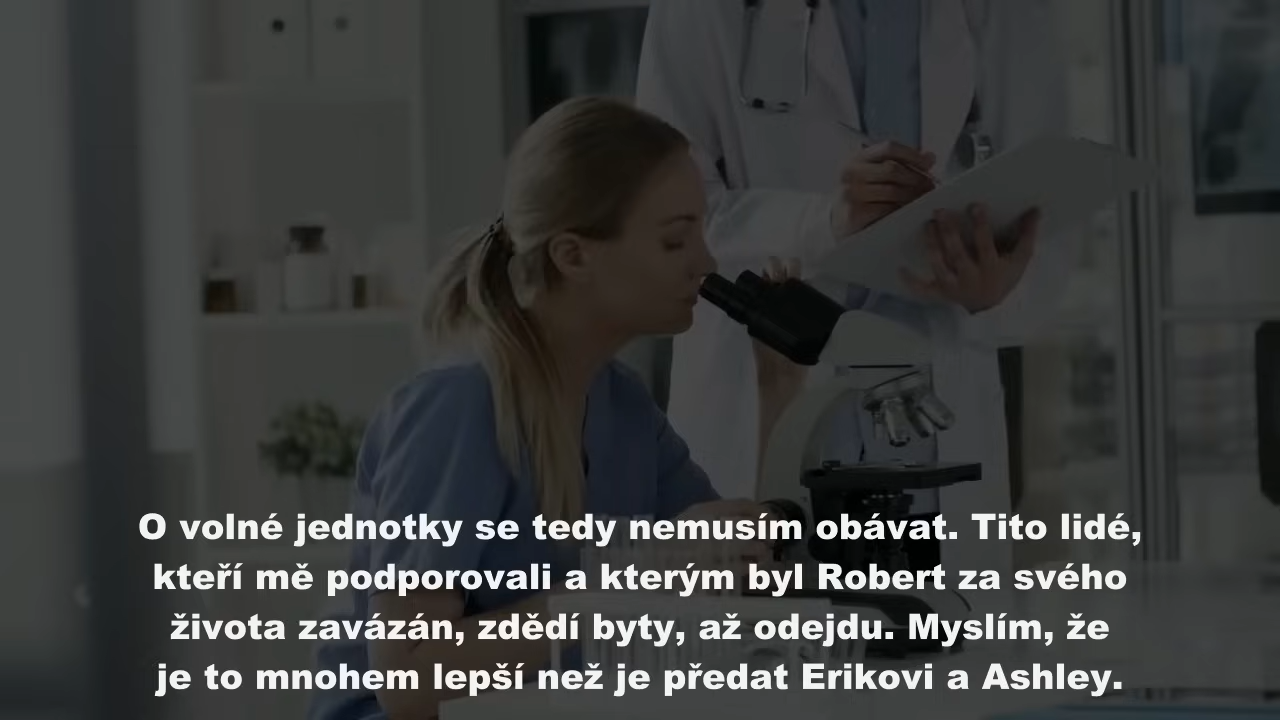 O volné jednotky se tedy nemusím obávat. Tito lidé,
kteří mě podporovali a kterým byl Robert za svého
života zavázán, zdědí byty, až odejdu. Myslím, že
je to mnohem lepší než je předat Erikovi a Ashley.